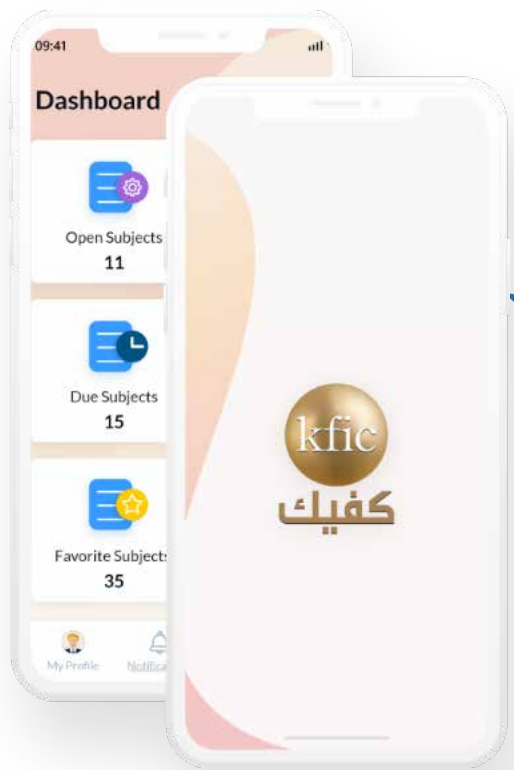 09:41
Dashboard
Open Subjects
11
Due Subjects
15
Favorite Subjects
35
My Profile
kfic
كفيك